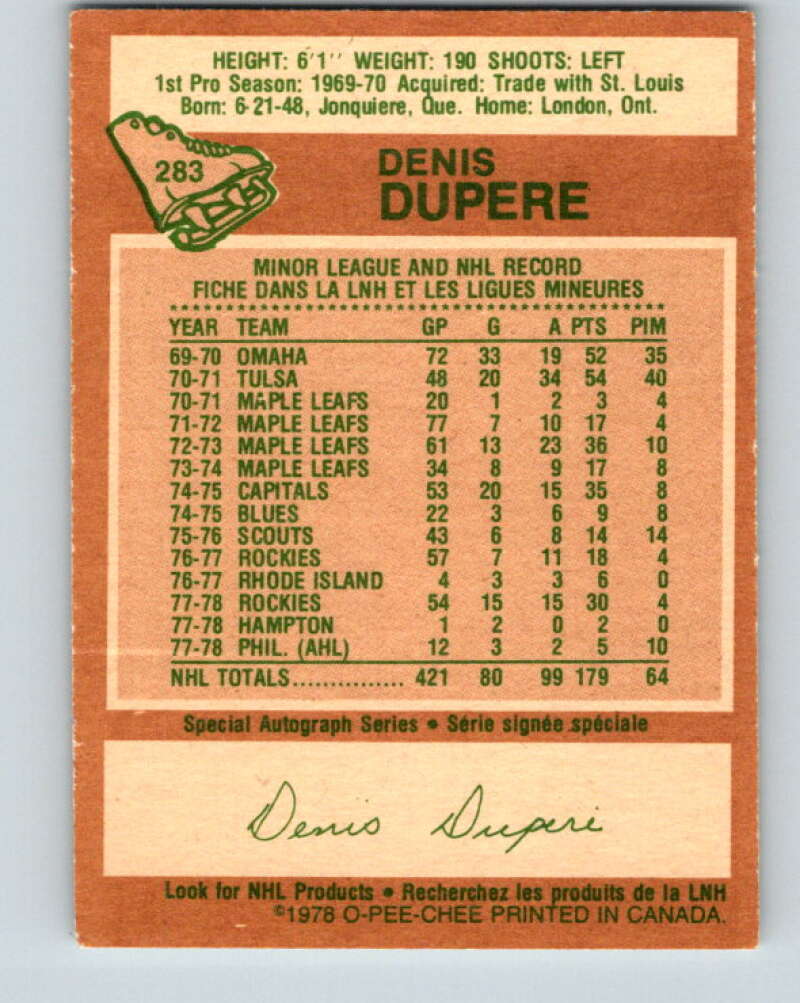 HEIGHT: 6'1" WEIGHT: 190 SHOOTS: LEFT
1st Pro Season: 1969-70 Acquired: Trade with St. Louis
Born: 6-21-48, Jonquiere, Que. Home: London, Ont.
283
DENIS
DUPERE
MINOR LEAGUE AND NHL RECORD
FICHE DANS LA LNH ET LES LIGUES MINEURES
YEAR TEAM GP G A PTS PIM
69-70 OMAHA 72 33 19 52 35
70-71 TULSA 48 20 34 54 40
70-71 MAPLE LEAFS 20 1 2 3 4
71-72 MAPLE LEAFS 77 7 10 17 4
72-73 MAPLE LEAFS 61 13 23 36 10
73-74 MAPLE LEAFS 34 8 9 17 8
74-75 CAPITALS 53 20 15 35 8
74-75 BLUES 22 3 6 9 8
75-76 SCOUTS 43 6 8 14 14
76-77 ROCKIES 57 7 11 18 4
76-77 RHODE ISLAND 4 3 3 6 0
77-78 ROCKIES 54 15 15 30 4
77-78 HAMPTON 1 2 0 2 0
77-78 PHIL. (AHL) 12 3 2 5 10
NHL TOTALS............... 421 80 99 179 64
Special Autograph Series • Série signée spéciale
Denis Dupere
Look for NHL Products • Recherchez les produits de la LNH
©1978 O-PEE-CHEE PRINTED IN CANADA.